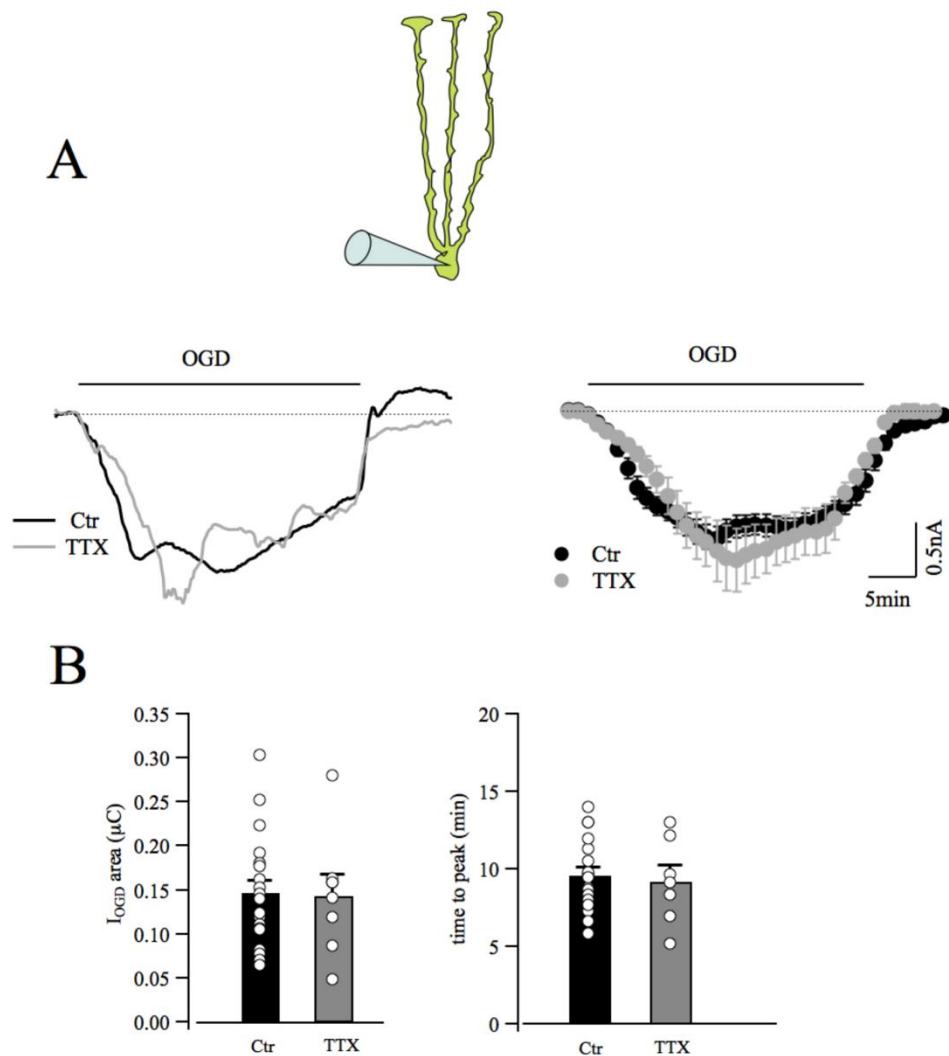 A
OGD
Ctr
TTX
OGD
Ctr
TTX
0.5nA
5min
B
0.35
0.30
0.25
0.20
0.15
0.10
0.05
0.00
I_OGD area (µC)
Ctr
TTX
20
15
10
5
0
time to peak (min)
Ctr
TTX